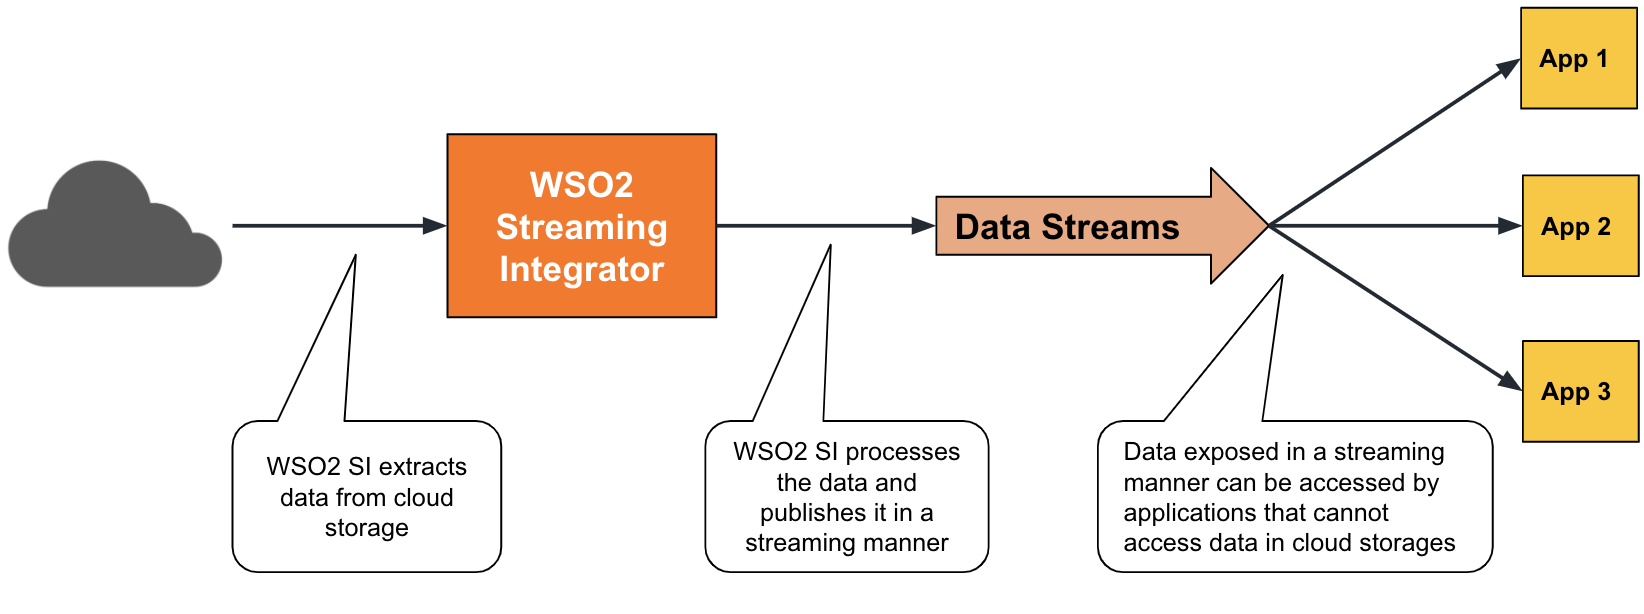 App 1
WSO2
Streaming
Integrator
Data Streams
App 2
App 3
WSO2 SI extracts
data from cloud
storage
WSO2 SI processes
the data and
publishes it in a
streaming manner
Data exposed in a streaming
manner can be accessed by
applications that cannot
access data in cloud storages